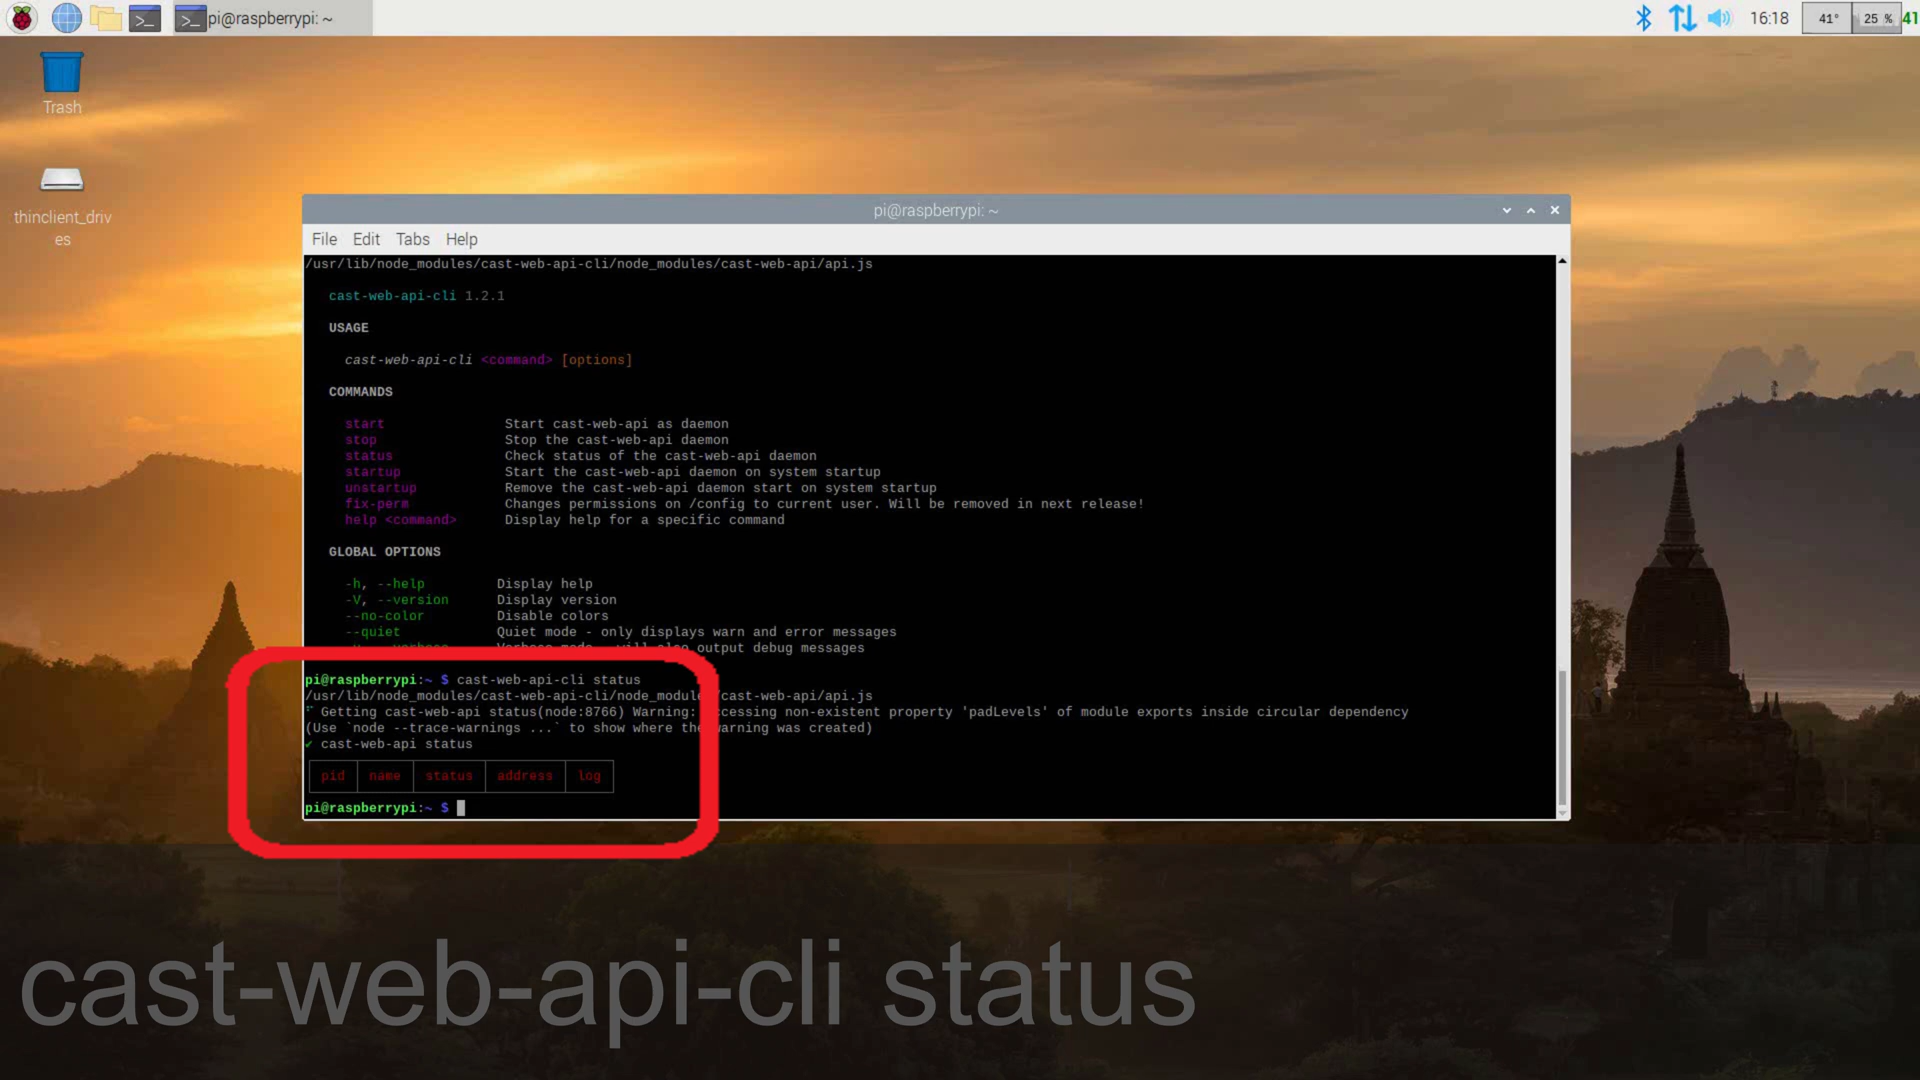 pi@raspberrypi: ~
16:18
41°
25 %
41
Trash
thinclient_driv
es
pi@raspberrypi: ~
File Edit Tabs Help
/usr/lib/node_modules/cast-web-api-cli/node_modules/cast-web-api/api.js
cast-web-api-cli 1.2.1
USAGE
cast-web-api-cli <command> [options]
COMMANDS
start Start cast-web-api as daemon
stop Stop the cast-web-api daemon
status Check status of the cast-web-api daemon
startup Start the cast-web-api daemon on system startup
unstartup Remove the cast-web-api daemon start on system startup
fix-perm Changes permissions on /config to current user. Will be removed in next release!
help <command> Display help for a specific command
GLOBAL OPTIONS
-h, --help Display help
-V, --version Display version
--no-color Disable colors
--quiet Quiet mode - only displays warn and error messages
output debug messages
pi@raspberrypi:~ $ cast-web-api-cli status
/usr/lib/node_modules/cast-web-api-cli/node_module cast-web-api/api.js
Getting cast-web-api status(node:8766) Warning: non-existent property 'padLevels' of module exports inside circular dependency
(Use `node --trace-warnings ...` to show where was created)
✔ cast-web-api status
pid name status address log
pi@raspberrypi:~ $
cast-web-api-cli status